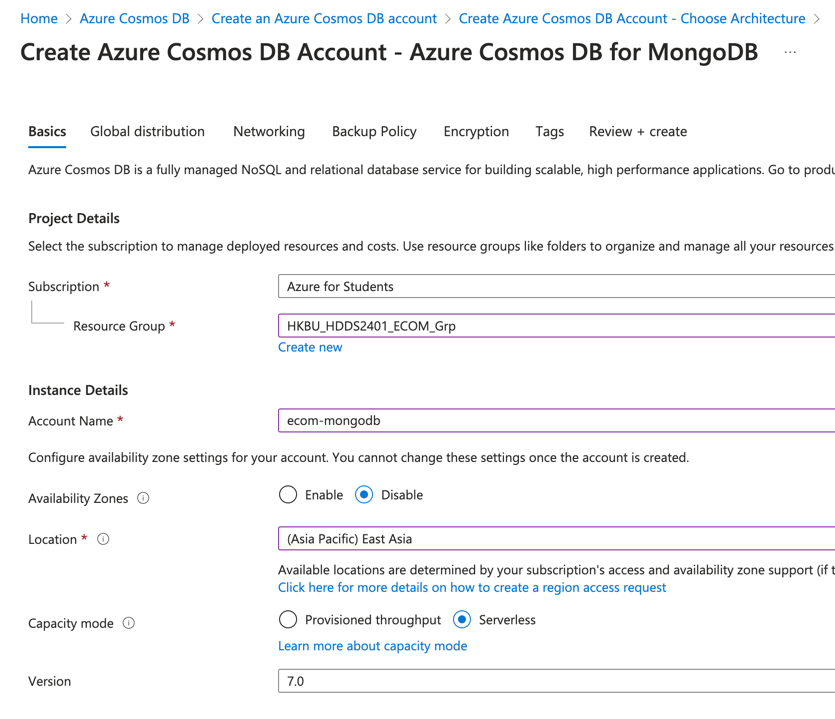 Home > Azure Cosmos DB > Create an Azure Cosmos DB account > Create Azure Cosmos DB Account - Choose Architecture >
Create Azure Cosmos DB Account - Azure Cosmos DB for MongoDB ...
Basics Global distribution Networking Backup Policy Encryption Tags Review + create
Azure Cosmos DB is a fully managed NoSQL and relational database service for building scalable, high performance applications. Go to produ
Project Details
Select the subscription to manage deployed resources and costs. Use resource groups like folders to organize and manage all your resources.
Subscription * Azure for Students
Resource Group * HKBU_HDDS2401_ECOM_Grp
Create new
Instance Details
Account Name * ecom-mongodb
Configure availability zone settings for your account. You cannot change these settings once the account is created.
Availability Zones Enable Disable
Location * (Asia Pacific) East Asia
Available locations are determined by your subscription's access and availability zone support (if t
Click here for more details on how to create a region access request
Capacity mode Provisioned throughput Serverless
Learn more about capacity mode
Version 7.0